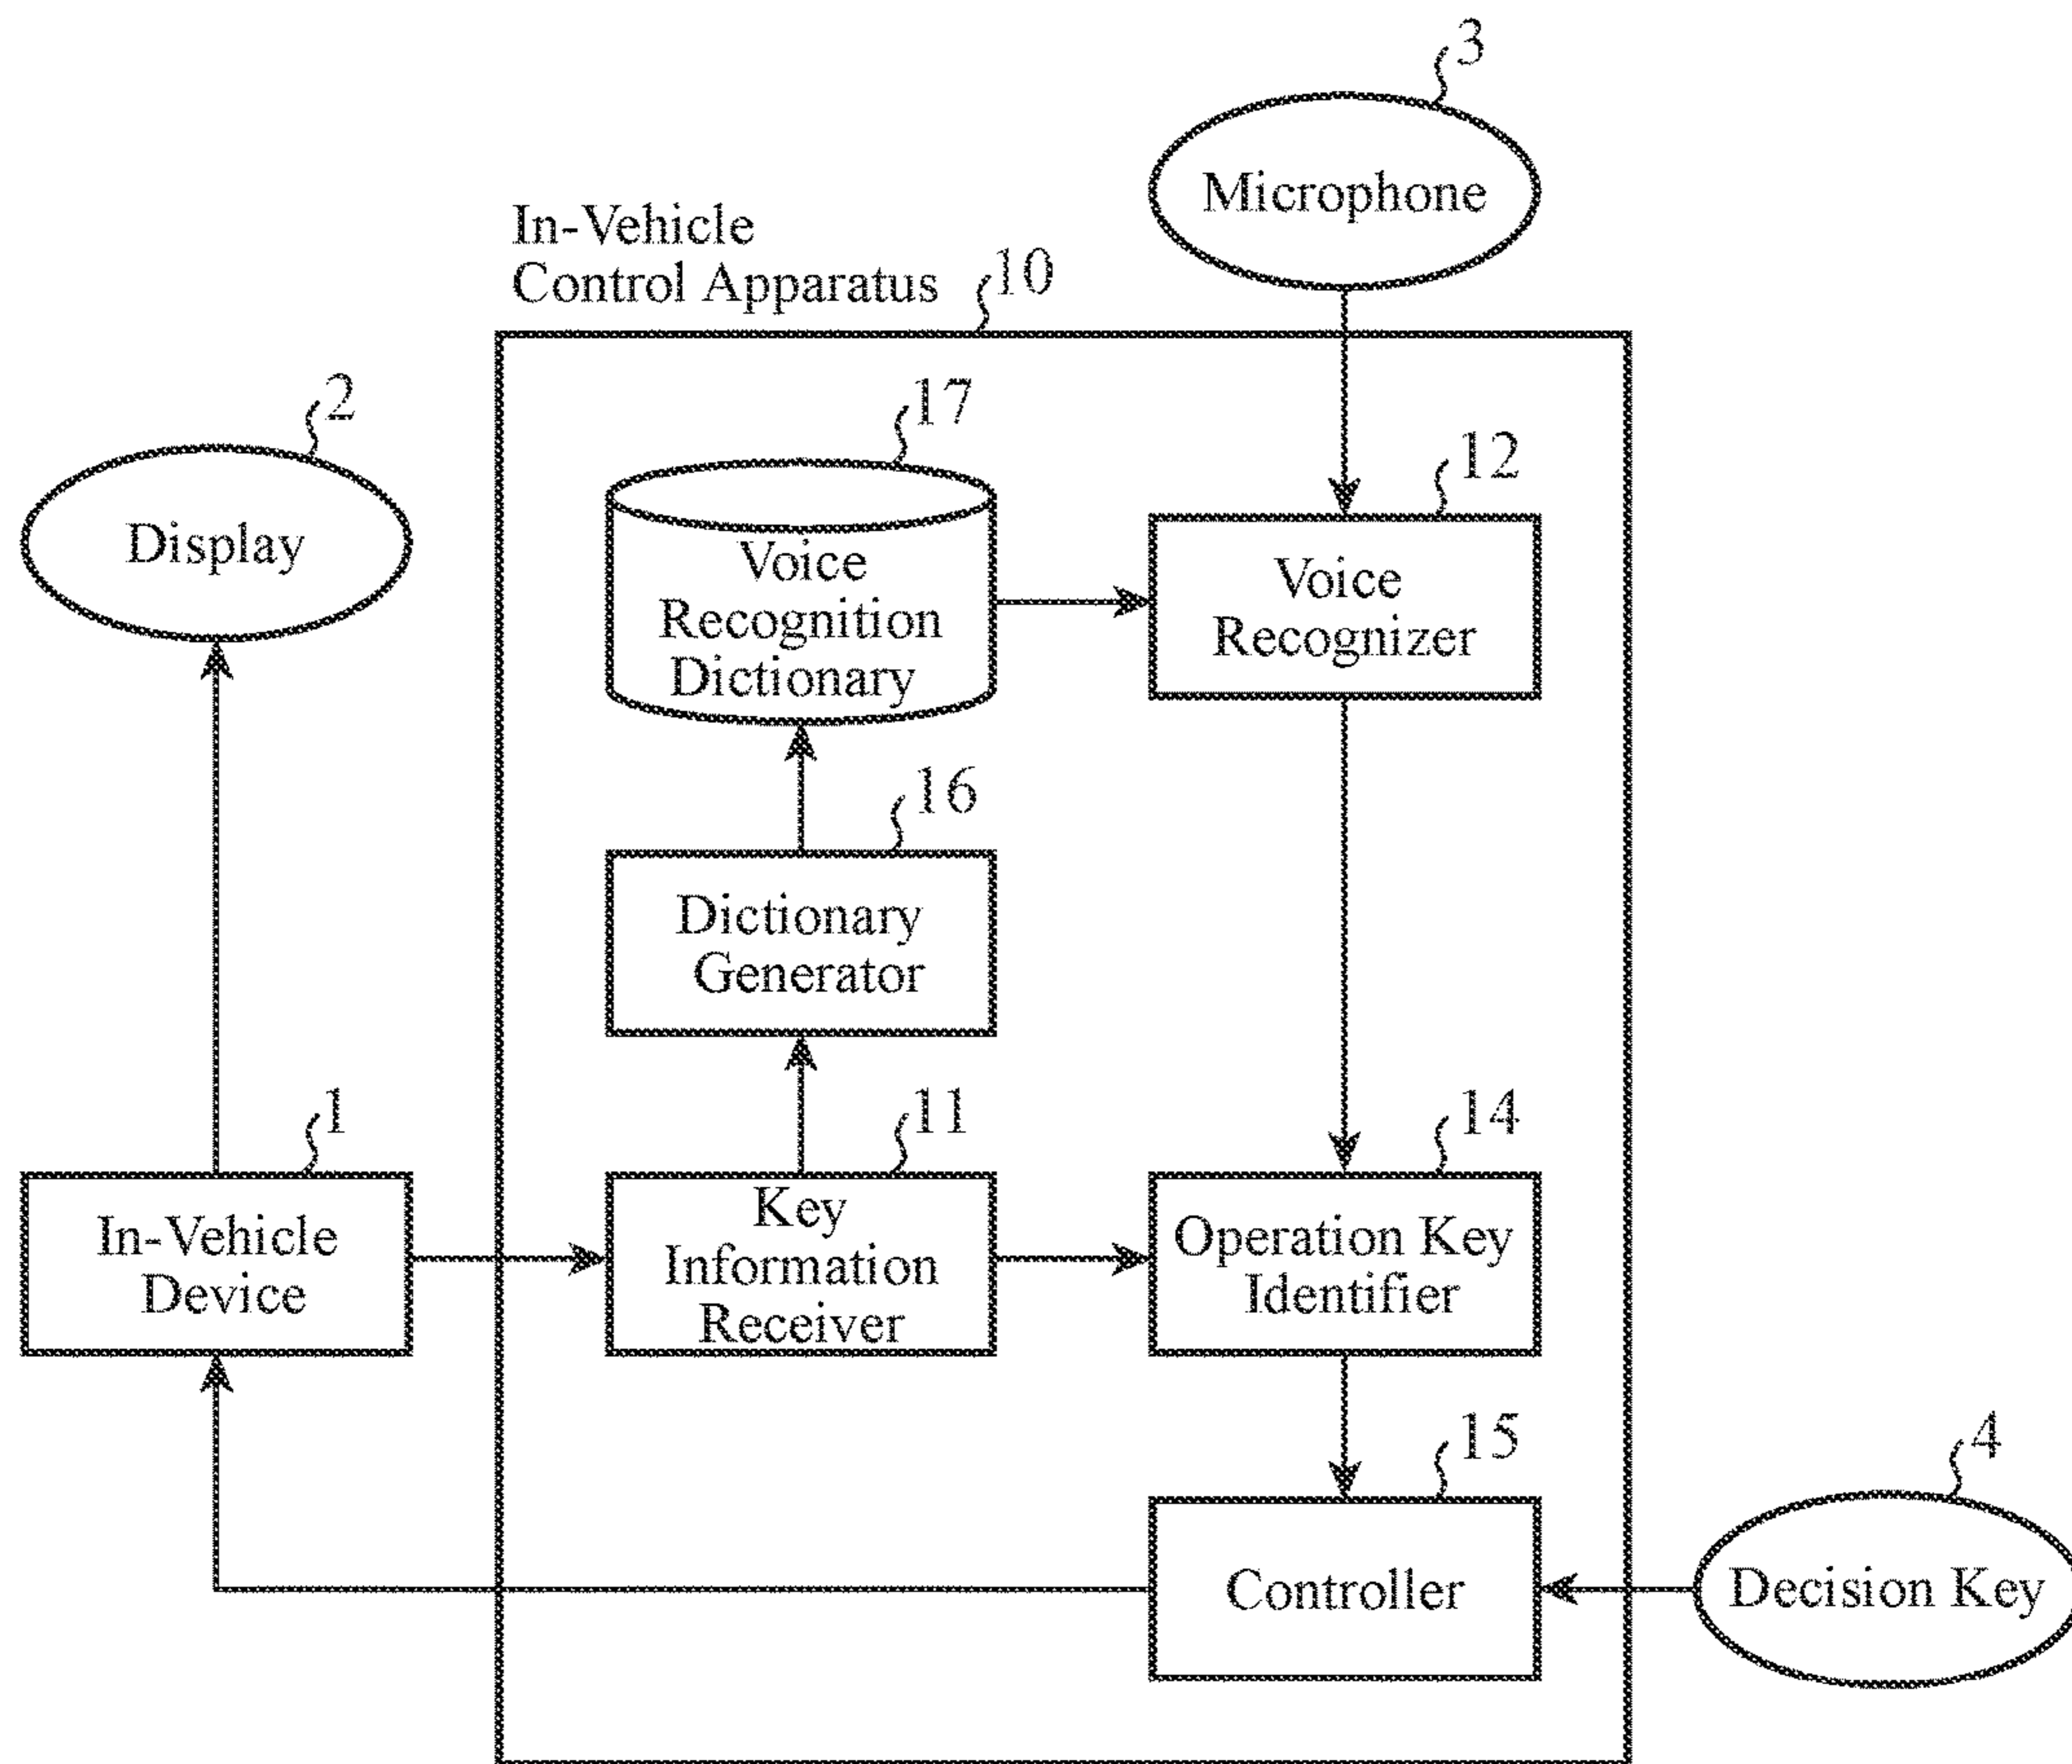 3
Microphone
In-Vehicle
Control Apparatus
10
2
Display
17
Voice
Recognition
Dictionary
12
Voice
Recognizer
16
Dictionary
Generator
1
In-Vehicle
Device
11
Key
Information
Receiver
14
Operation Key
Identifier
15
Controller
4
Decision Key